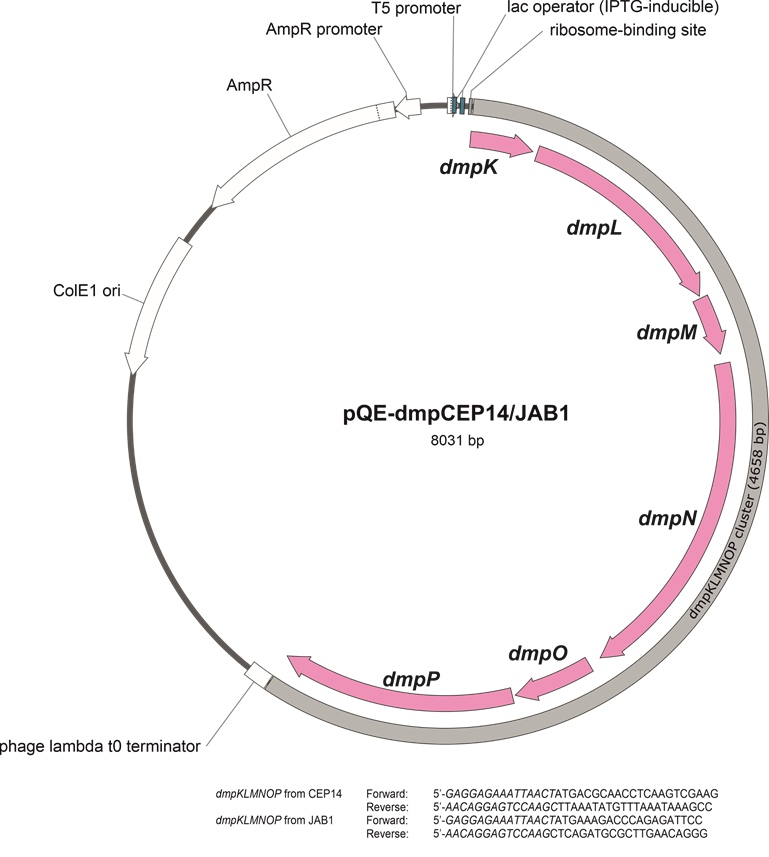 T5 promoter
lac operator (IPTG-inducible)
AmpR promoter
ribosome-binding site
AmpR
dmpK
dmpL
ColE1 ori
dmpM
pQE-dmpCEP14/JAB1
8031 bp
dmpN
dmpKLMNOP cluster (4658 bp)
dmpO
dmpP
phage lambda t0 terminator
dmpKLMNOP from CEP14 Forward: 5´-GAGGAGAAATTAACTATGACGCAACCTCAAGTCGAAG
Reverse: 5´-AACAGGAGTCCAAGCTTAAATATGTTTAAATAAAGCC
dmpKLMNOP from JAB1 Forward: 5´-GAGGAGAAATTAACTATGAAAGACCCAGAGATTCC
Reverse: 5´-AACAGGAGTCCAAGCTCAGATGCGCTTGAACAGGG